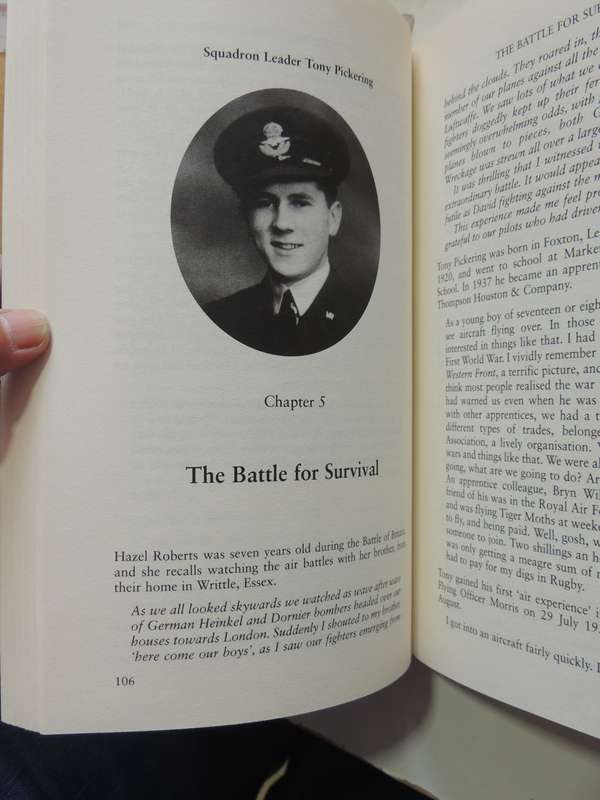 Squadron Leader Tony Pickering
Chapter 5
The Battle for Survival
Hazel Roberts was seven years old during the Battle of Britain,
and she recalls watching the air battles with her brother, from
their home in Writtle, Essex.
As we all looked skywards we watched as wave after wave
of German Heinkel and Dornier bombers headed over our
houses towards London. Suddenly I shouted to my brother,
'here come our boys', as I saw our fighters emerging from
106
THE BATTLE FOR
behind the clouds. They roared in,
member of our planes against all the
Luftwaffe. We saw lots of what we
fighters doggedly kept up their
seemingly overwhelming odds, with
planes blown to pieces, both
Wreckage was strewn all over a
It was thrilling that I witnessed
extraordinary battle. It would
futile as David fighting against the
This experience made me feel
grateful to our pilots who had
Tony Pickering was born in Foxton,
1920, and went to school at Market
School. In 1937 he became an
Thompson Houston & Company.
As a young boy of seventeen or
see aircraft flying over. In those
interested in things like that. I had
First World War. I vividly remember
Western Front, a terrific picture, and
think most people realised the war
had warned us even when he was
with other apprentices, we had a
different types of trades,
Association, a lively organisation.
wars and things like that. We were
going, what are we going to do?
An apprentice colleague, Bryn
friend of his was in the Royal Air
and was flying Tiger Moths at
to fly, and being paid. Well, gosh,
someone to join. Two shillings an
was only getting a meagre sum of
had to pay for my digs in Rugby.
Tony gained his first 'air experience'
Flying Officer Morris on 29 July
August.
I got into an aircraft fairly quickly.